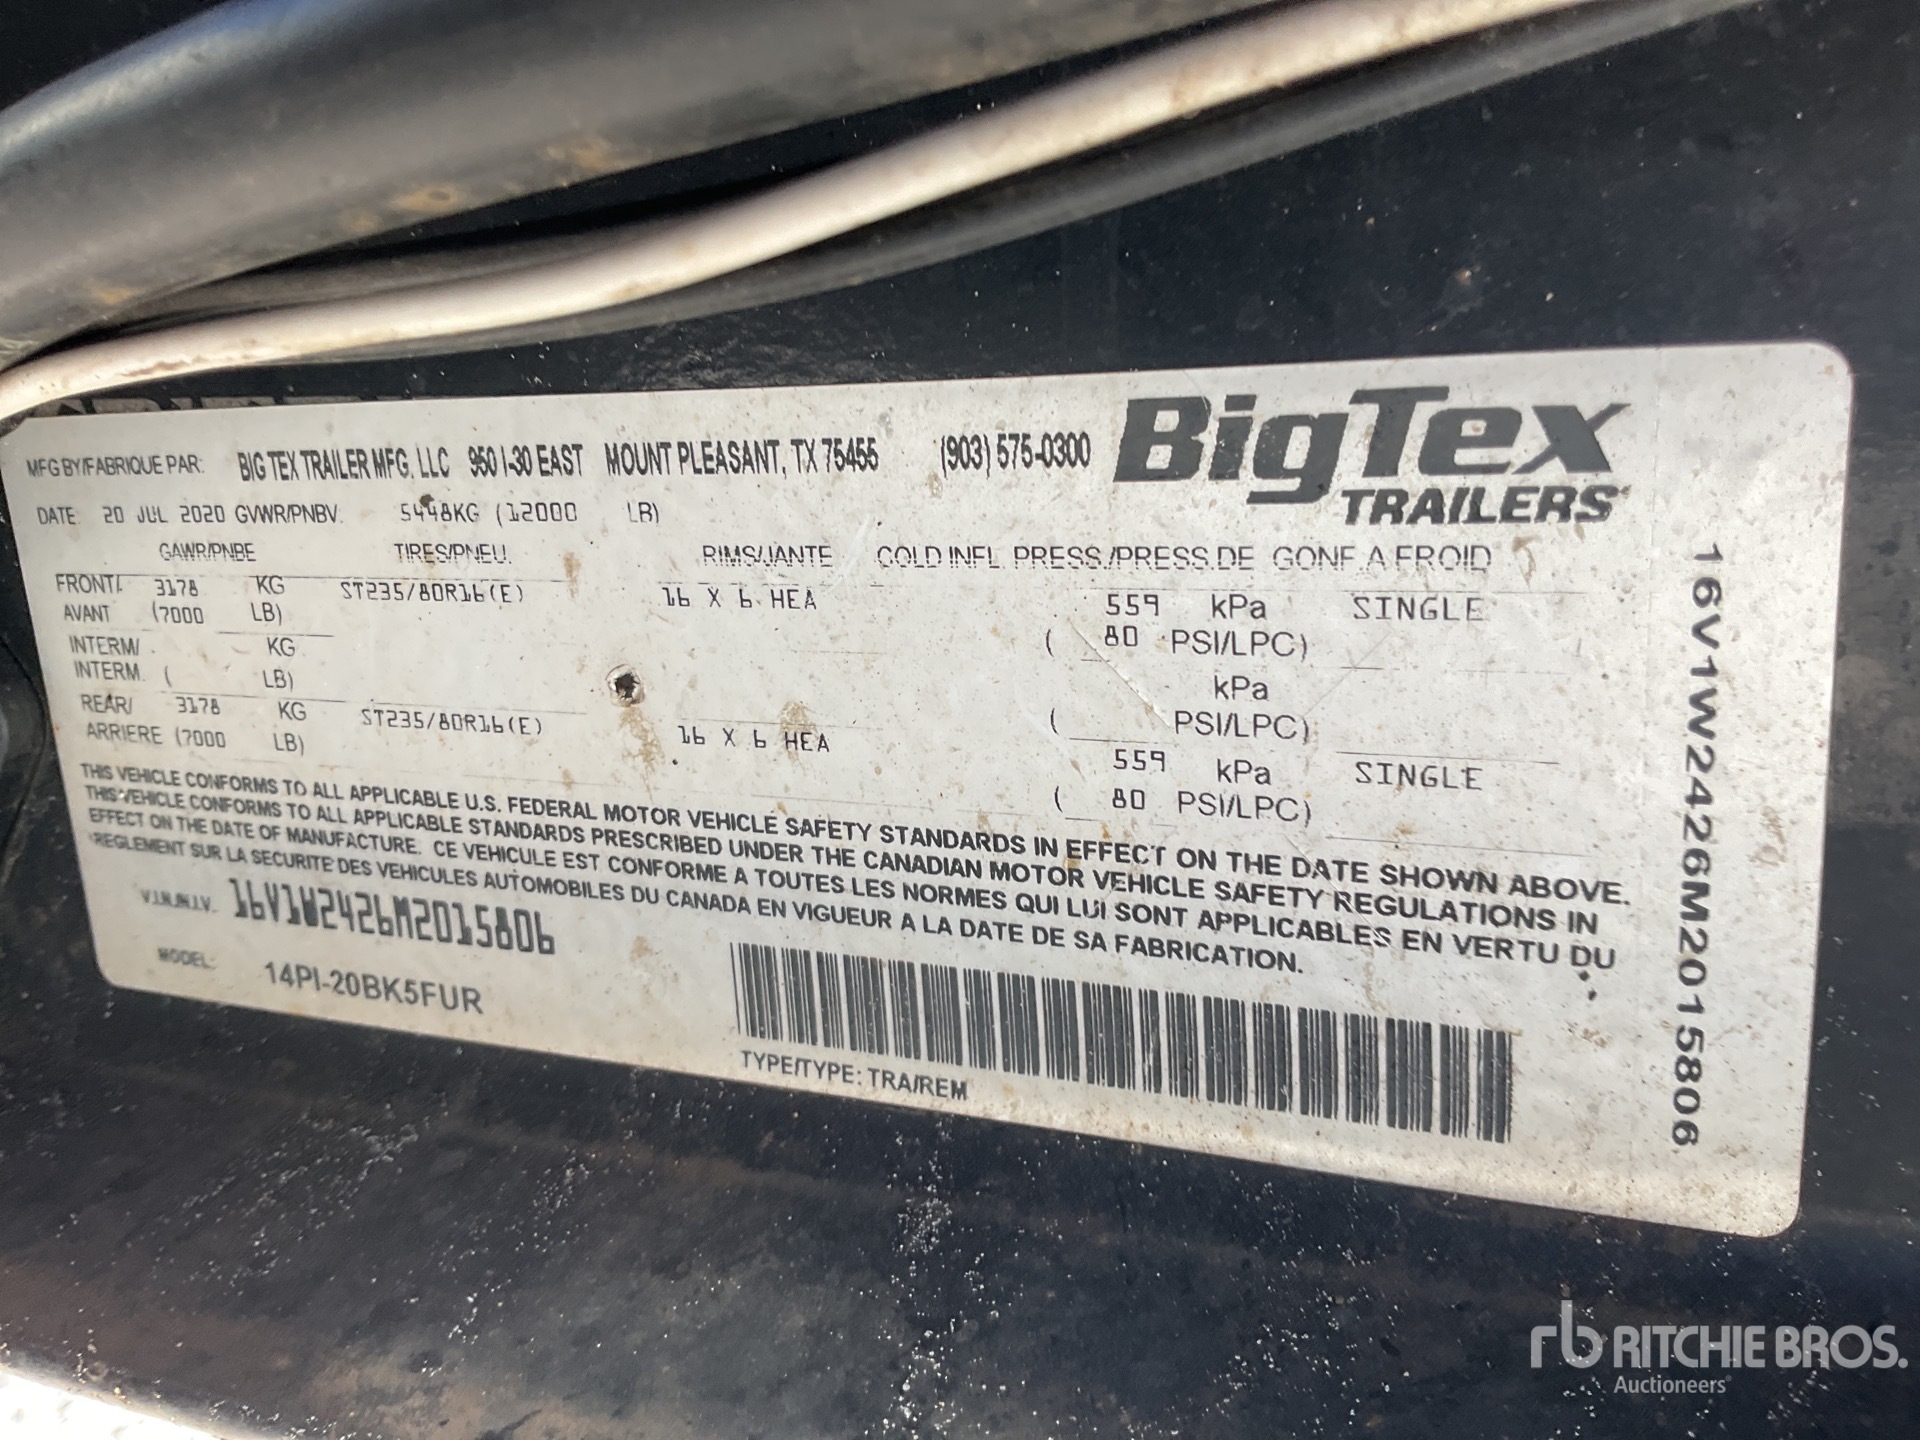 MFG BY/FABRIQUE PAR: BIG TEX TRAILER MFG, LLC 950 I-30 EAST MOUNT PLEASANT, TX 75455 (903) 575-0300
BigTex
TRAILERS
DATE: 20 JUL 2020 GVWR/PNBV. 5448KG (12000 LB)
GAWR/PNBE TIRES/PNEU. RIMS/JANTE COLD INFL. PRESS./PRESS. DE GONF. A FROID
FRONT/. 3178 KG ST235/80R16(E) 16 X 6 HEA 559 kPa SINGLE
AVANT (7000 LB) ( 80 PSI/LPC)
INTERM/ KG kPa
INTERM. ( LB) ( PSI/LPC)
REAR/ 3178 KG ST235/80R16(E) 16 X 6 HEA 559 kPa SINGLE
ARRIERE (7000 LB) ( 80 PSI/LPC)
THIS VEHICLE CONFORMS TO ALL APPLICABLE U.S. FEDERAL MOTOR VEHICLE SAFETY STANDARDS IN EFFECT ON THE DATE SHOWN ABOVE.
THIS VEHICLE CONFORMS TO ALL APPLICABLE STANDARDS PRESCRIBED UNDER THE CANADIAN MOTOR VEHICLE SAFETY REGULATIONS IN
EFFECT ON THE DATE OF MANUFACTURE. CE VEHICULE EST CONFORME A TOUTES LES NORMES QUI LUI SONT APPLICABLES EN VERTU DU
REGLEMENT SUR LA SECURITE DES VEHICULES AUTOMOBILES DU CANADA EN VIGUEUR A LA DATE DE SA FABRICATION.
V.I.N./N.I.V. 16V1W2426M2015806
MODEL: 14PI-20BK5FUR
TYPE/TYPE: TRA/REM
16V1W2426M2015806
rb RITCHIE BROS.
Auctioneers